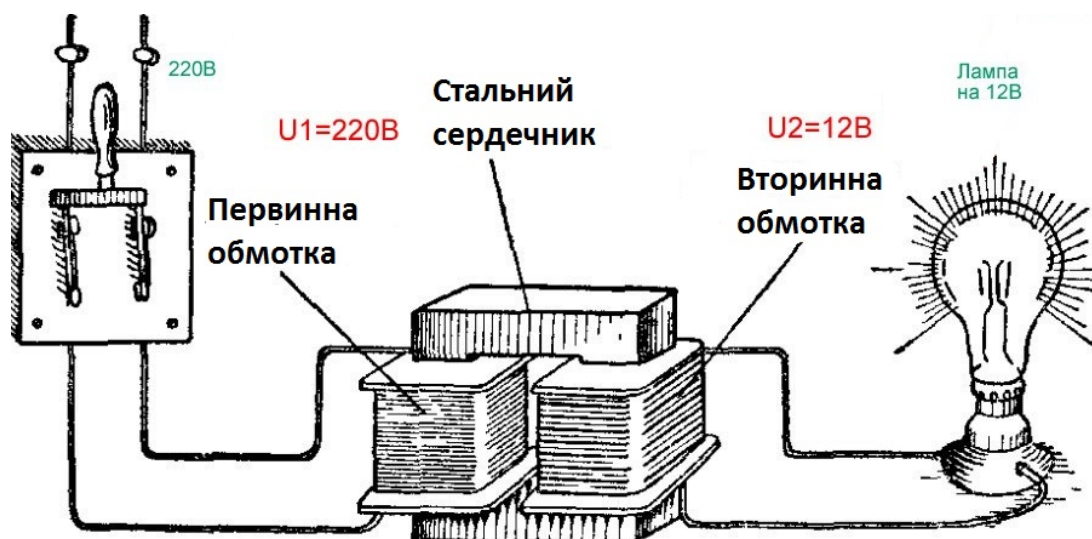 220В
U1=220В
Стальний
сердечник
U2=12В
Лампа
на 12В
Первинна
обмотка
Вторинна
обмотка